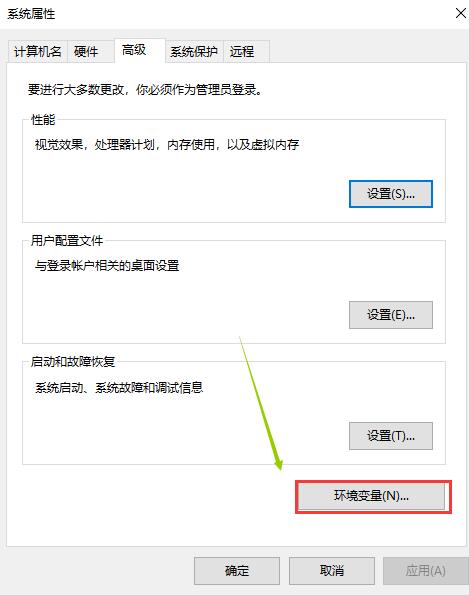 系统属性
计算机名 硬件 高级 系统保护 远程
要进行大多数更改，你必须作为管理员登录。
性能
视觉效果，处理器计划，内存使用，以及虚拟内存
设置(S)...
用户配置文件
与登录帐户相关的桌面设置
设置(E)...
启动和故障恢复
系统启动、系统故障和调试信息
设置(T)...
环境变量(N)...
确定 取消 应用(A)